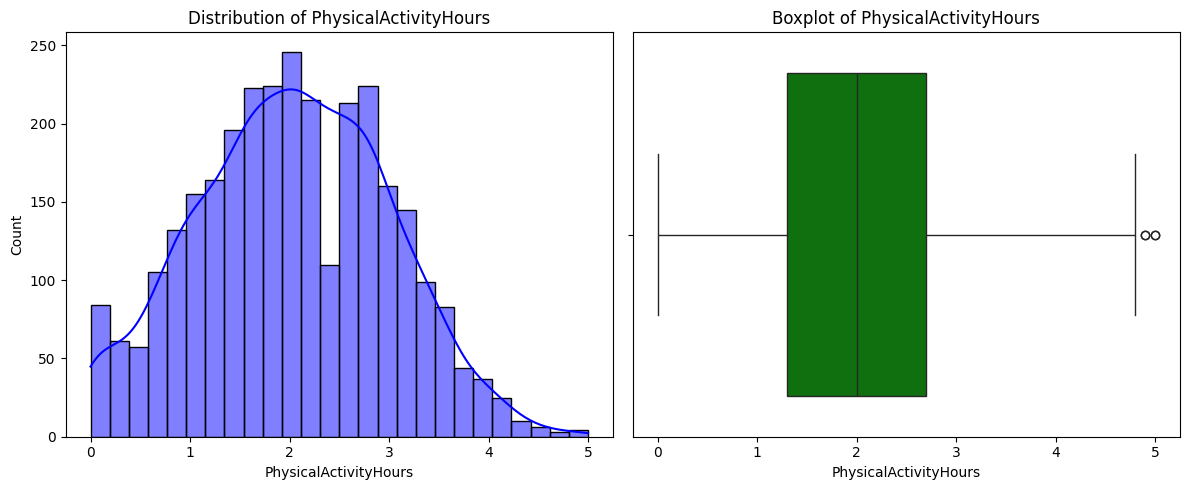 Distribution of PhysicalActivityHours
250
200
150
100
50
0
Count
0 1 2 3 4 5
PhysicalActivityHours
Boxplot of PhysicalActivityHours
0 1 2 3 4 5
PhysicalActivityHours